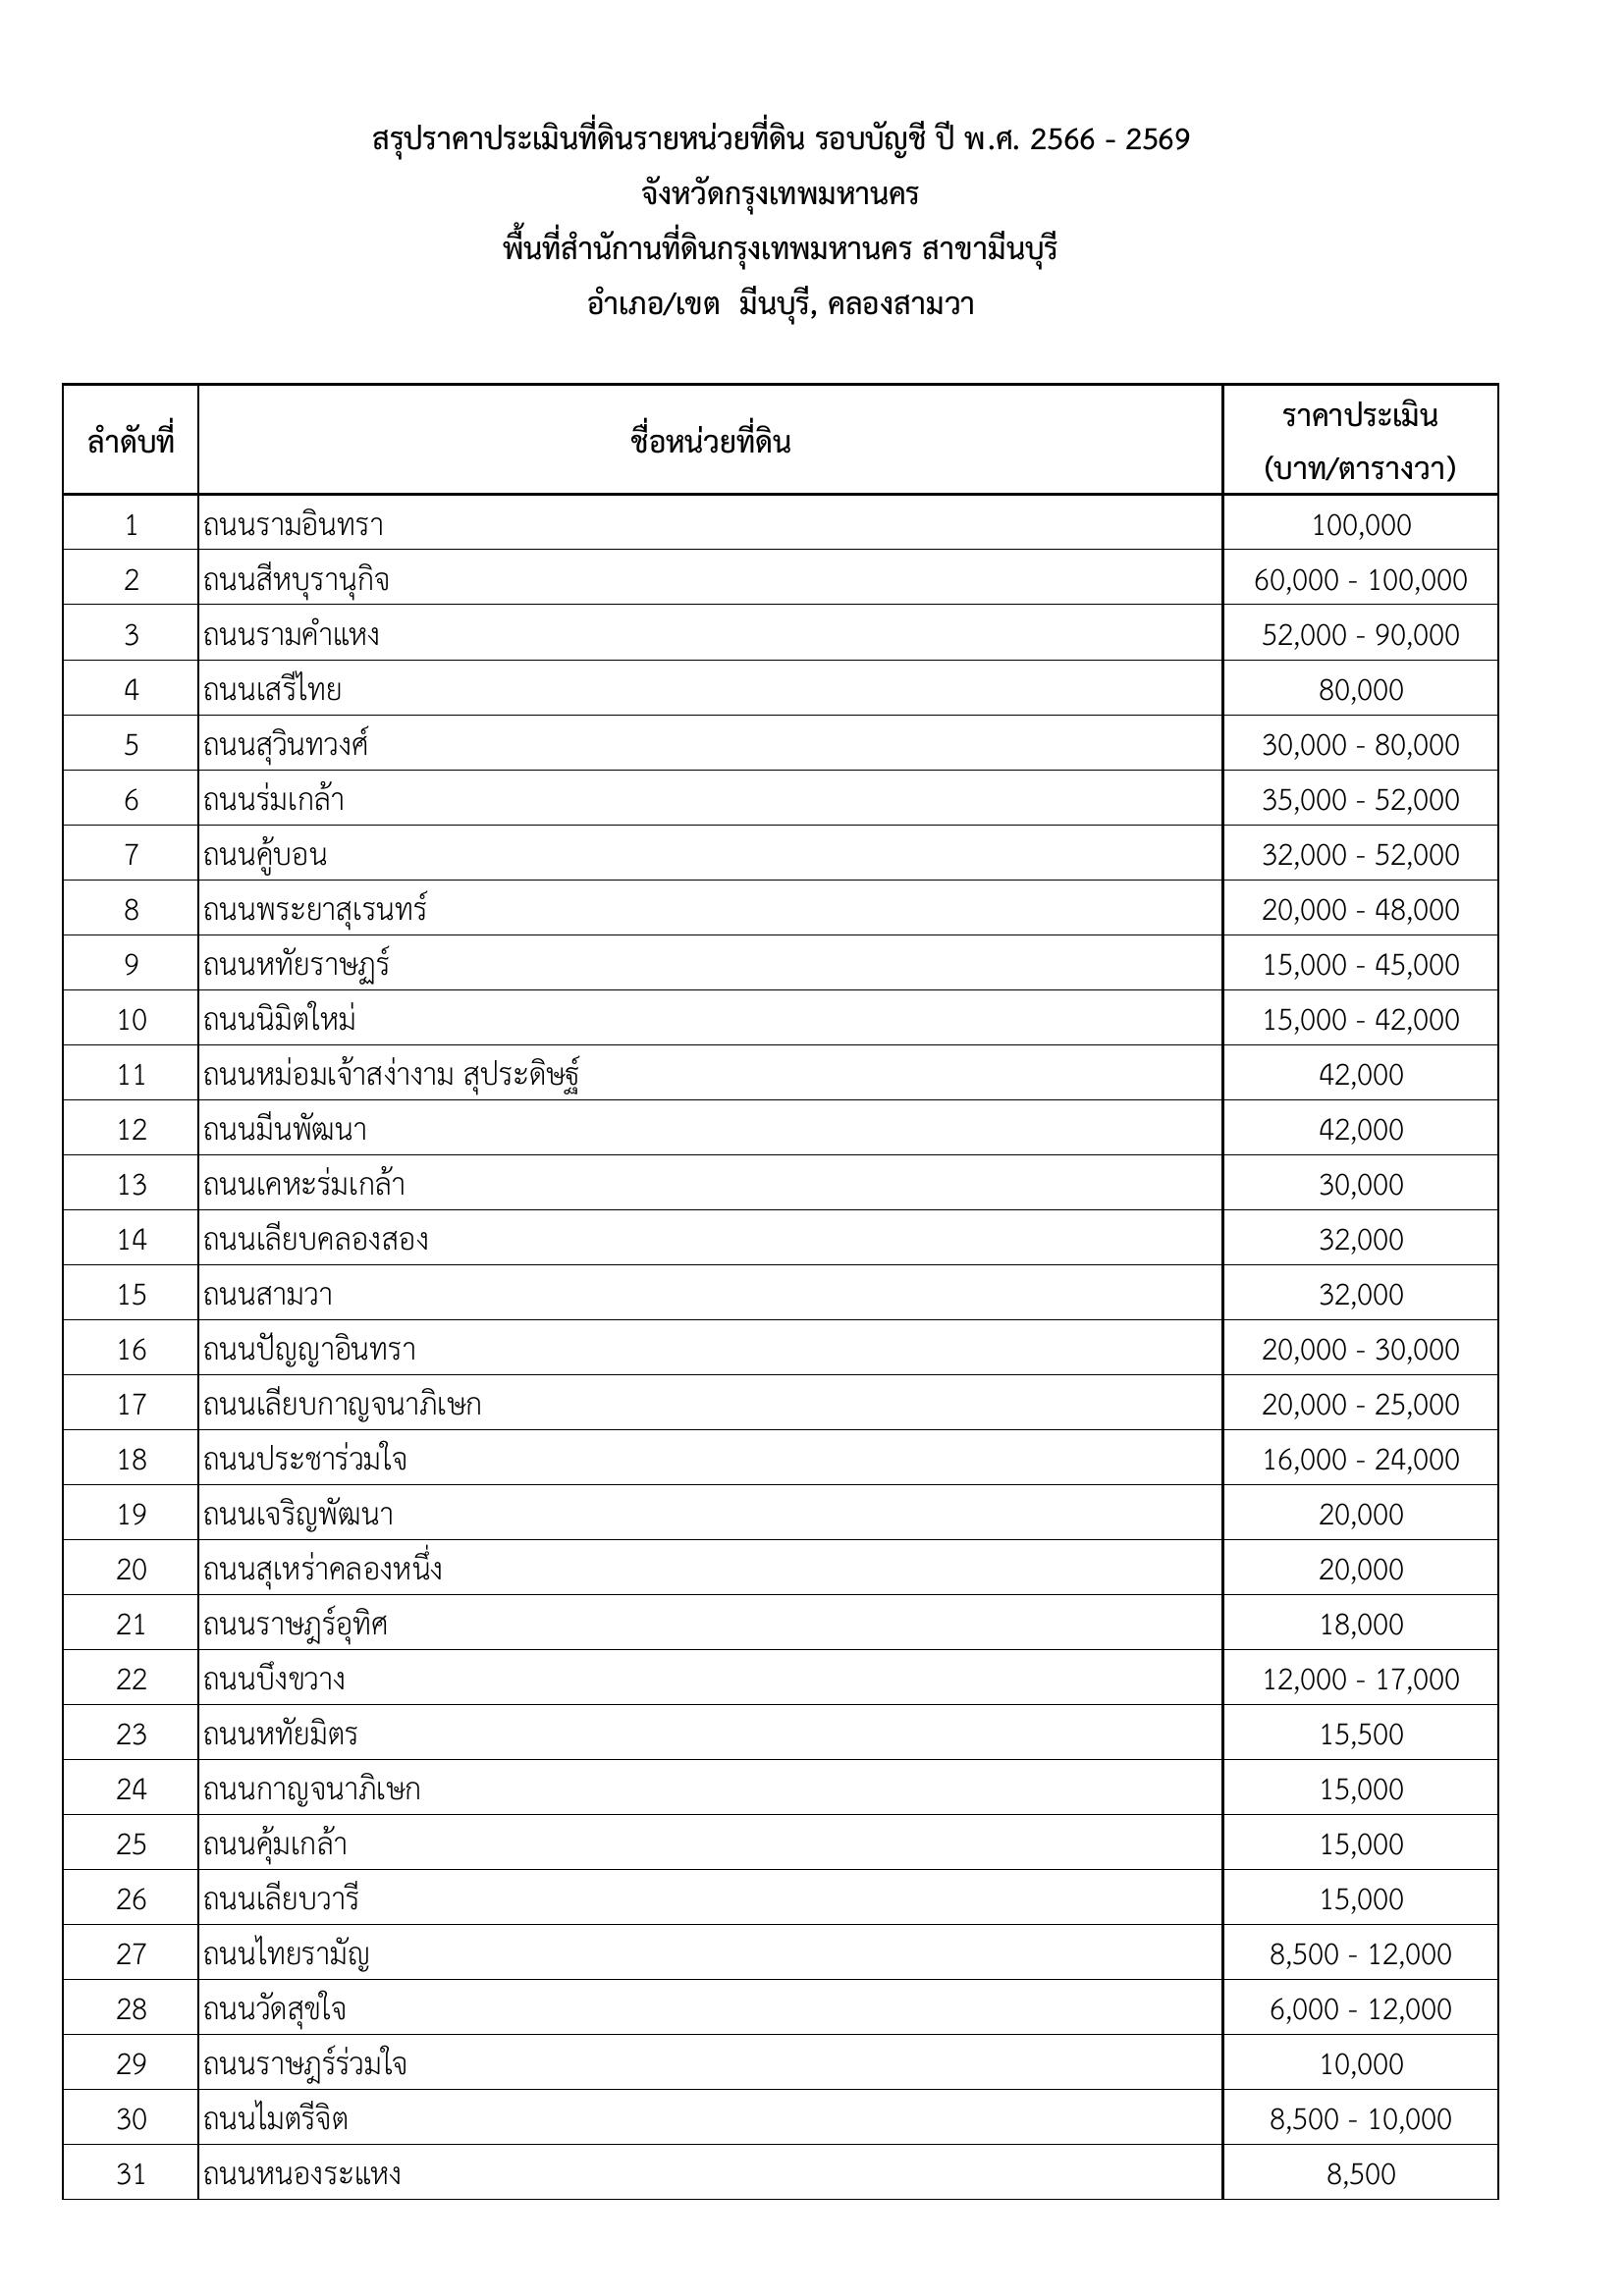 สรุปราคาประเมินที่ดินรายหน่วยที่ดิน รอบบัญชี ปี พ.ศ. 2566 - 2569
จังหวัดกรุงเทพมหานคร
พื้นที่สำนักานที่ดินกรุงเทพมหานคร สาขามีนบุรี
อำเภอ/เขต  มีนบุรี, คลองสามวา
ลำดับที่ ชื่อหน่วยที่ดิน ราคาประเมิน
(บาท/ตารางวา)
1 ถนนรามอินทรา 100,000
2 ถนนสีหบุรานุกิจ 60,000 - 100,000
3 ถนนรามคำแหง 52,000 - 90,000
4 ถนนเสรีไทย 80,000
5 ถนนสุวินทวงศ์ 30,000 - 80,000
6 ถนนร่มเกล้า 35,000 - 52,000
7 ถนนคู้บอน 32,000 - 52,000
8 ถนนพระยาสุเรนทร์ 20,000 - 48,000
9 ถนนหทัยราษฏร์ 15,000 - 45,000
10 ถนนนิมิตใหม่ 15,000 - 42,000
11 ถนนหม่อมเจ้าสง่างาม สุประดิษฐ์ 42,000
12 ถนนมีนพัฒนา 42,000
13 ถนนเคหะร่มเกล้า 30,000
14 ถนนเลียบคลองสอง 32,000
15 ถนนสามวา 32,000
16 ถนนปัญญาอินทรา 20,000 - 30,000
17 ถนนเลียบกาญจนาภิเษก 20,000 - 25,000
18 ถนนประชาร่วมใจ 16,000 - 24,000
19 ถนนเจริญพัฒนา 20,000
20 ถนนสุเหร่าคลองหนึ่ง 20,000
21 ถนนราษฎร์อุทิศ 18,000
22 ถนนบึงขวาง 12,000 - 17,000
23 ถนนหทัยมิตร 15,500
24 ถนนกาญจนาภิเษก 15,000
25 ถนนคุ้มเกล้า 15,000
26 ถนนเลียบวารี 15,000
27 ถนนไทยรามัญ 8,500 - 12,000
28 ถนนวัดสุขใจ 6,000 - 12,000
29 ถนนราษฎร์ร่วมใจ 10,000
30 ถนนไมตรีจิต 8,500 - 10,000
31 ถนนหนองระแหง 8,500